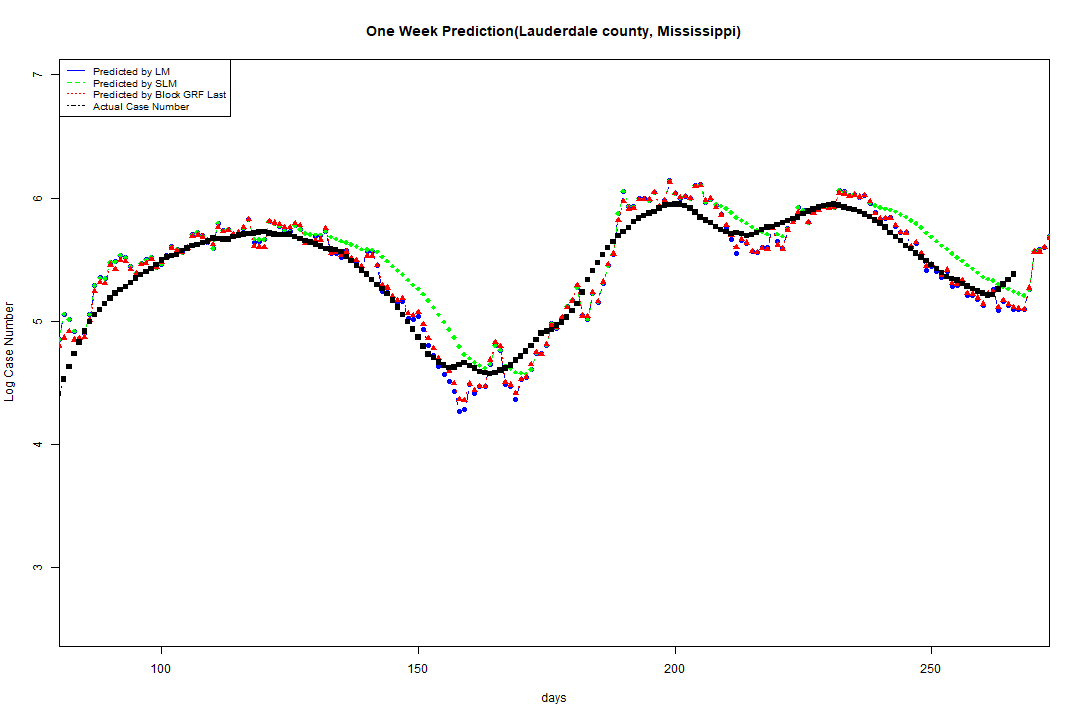 One Week Prediction(Lauderdale county, Mississippi)
7
Predicted by LM
Predicted by SLM
Predicted by Block GRF Last
Actual Case Number
6
5
4
3
Log Case Number
100 150 200 250
days